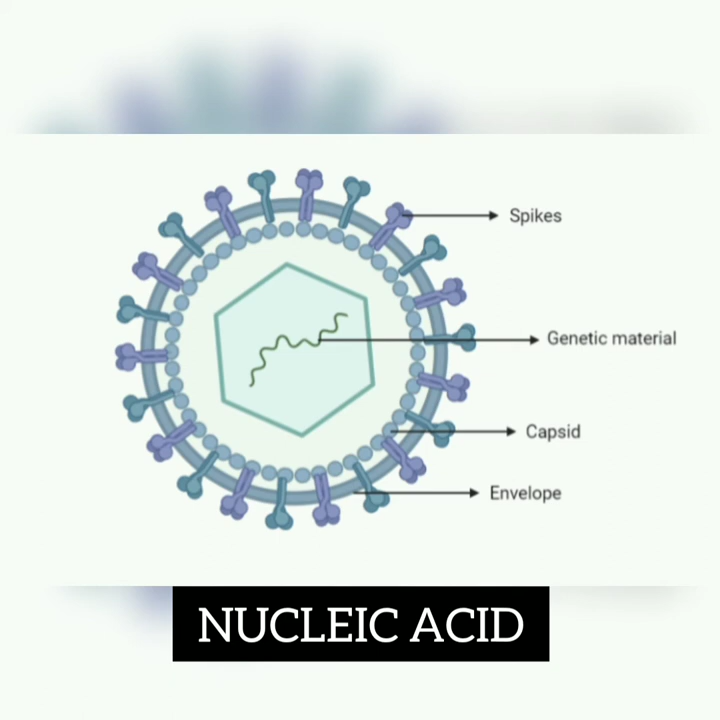 Spikes
Genetic material
Capsid
Envelope
NUCLEIC ACID